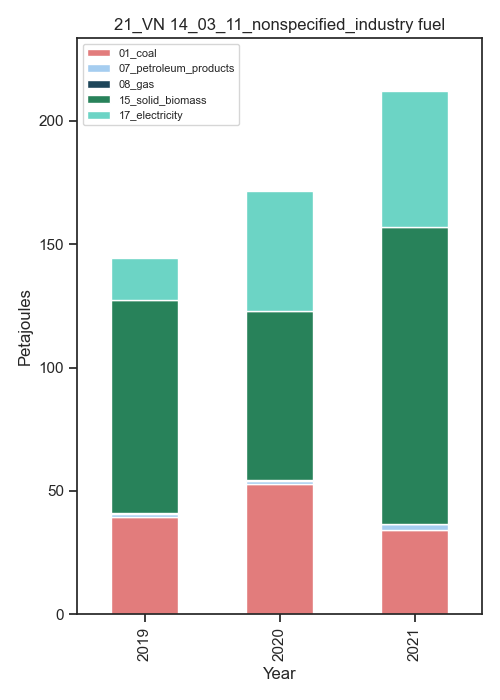 21_VN 14_03_11_nonspecified_industry fuel
01_coal
07_petroleum_products
08_gas
15_solid_biomass
17_electricity
200
150
100
50
0
Petajoules
2019
2020
2021
Year